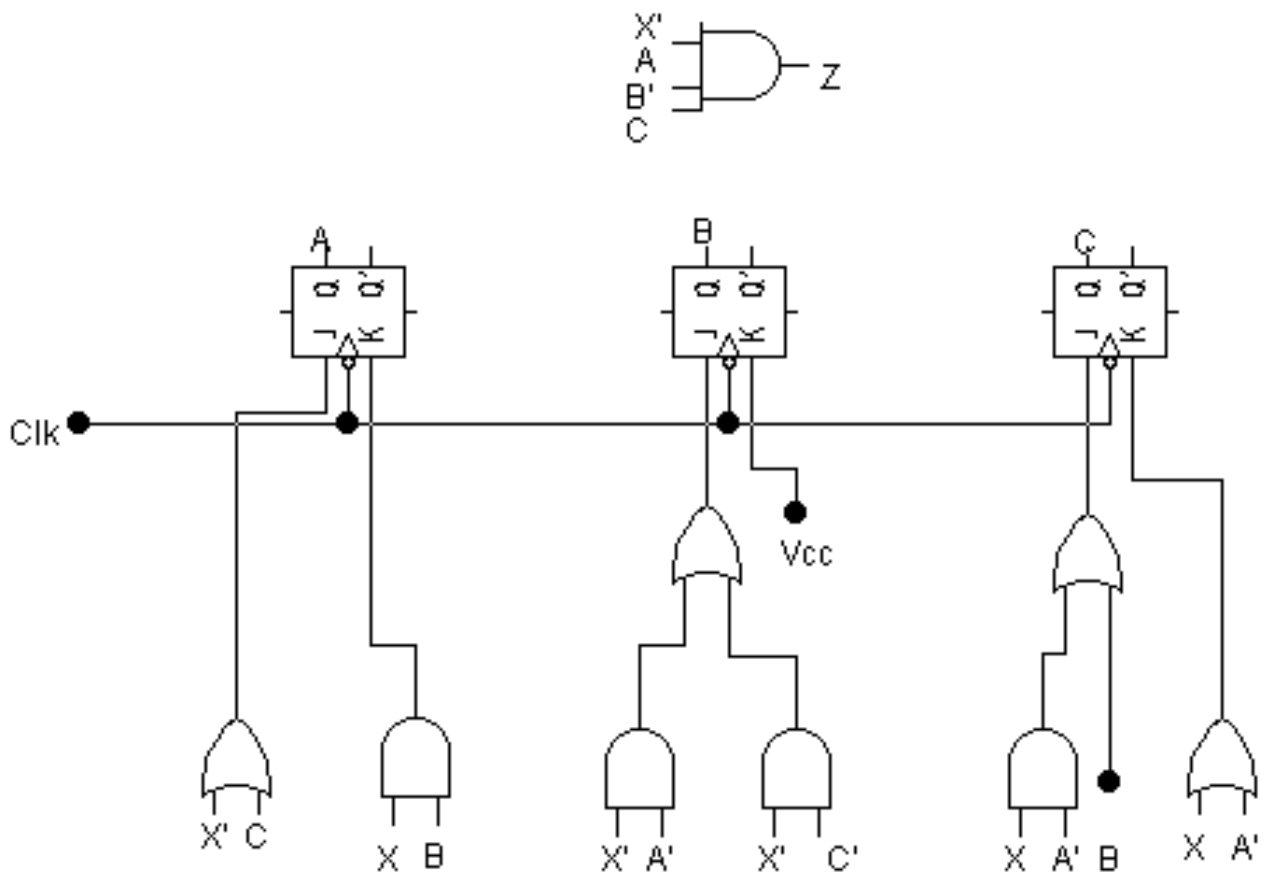 X'
A
B'
C
Z
A
B
C
Q Q'
J K
Q Q'
J K
Q Q'
J K
Clk
Vcc
X' C
X B
X' A'
X' C'
X A' B
X A'